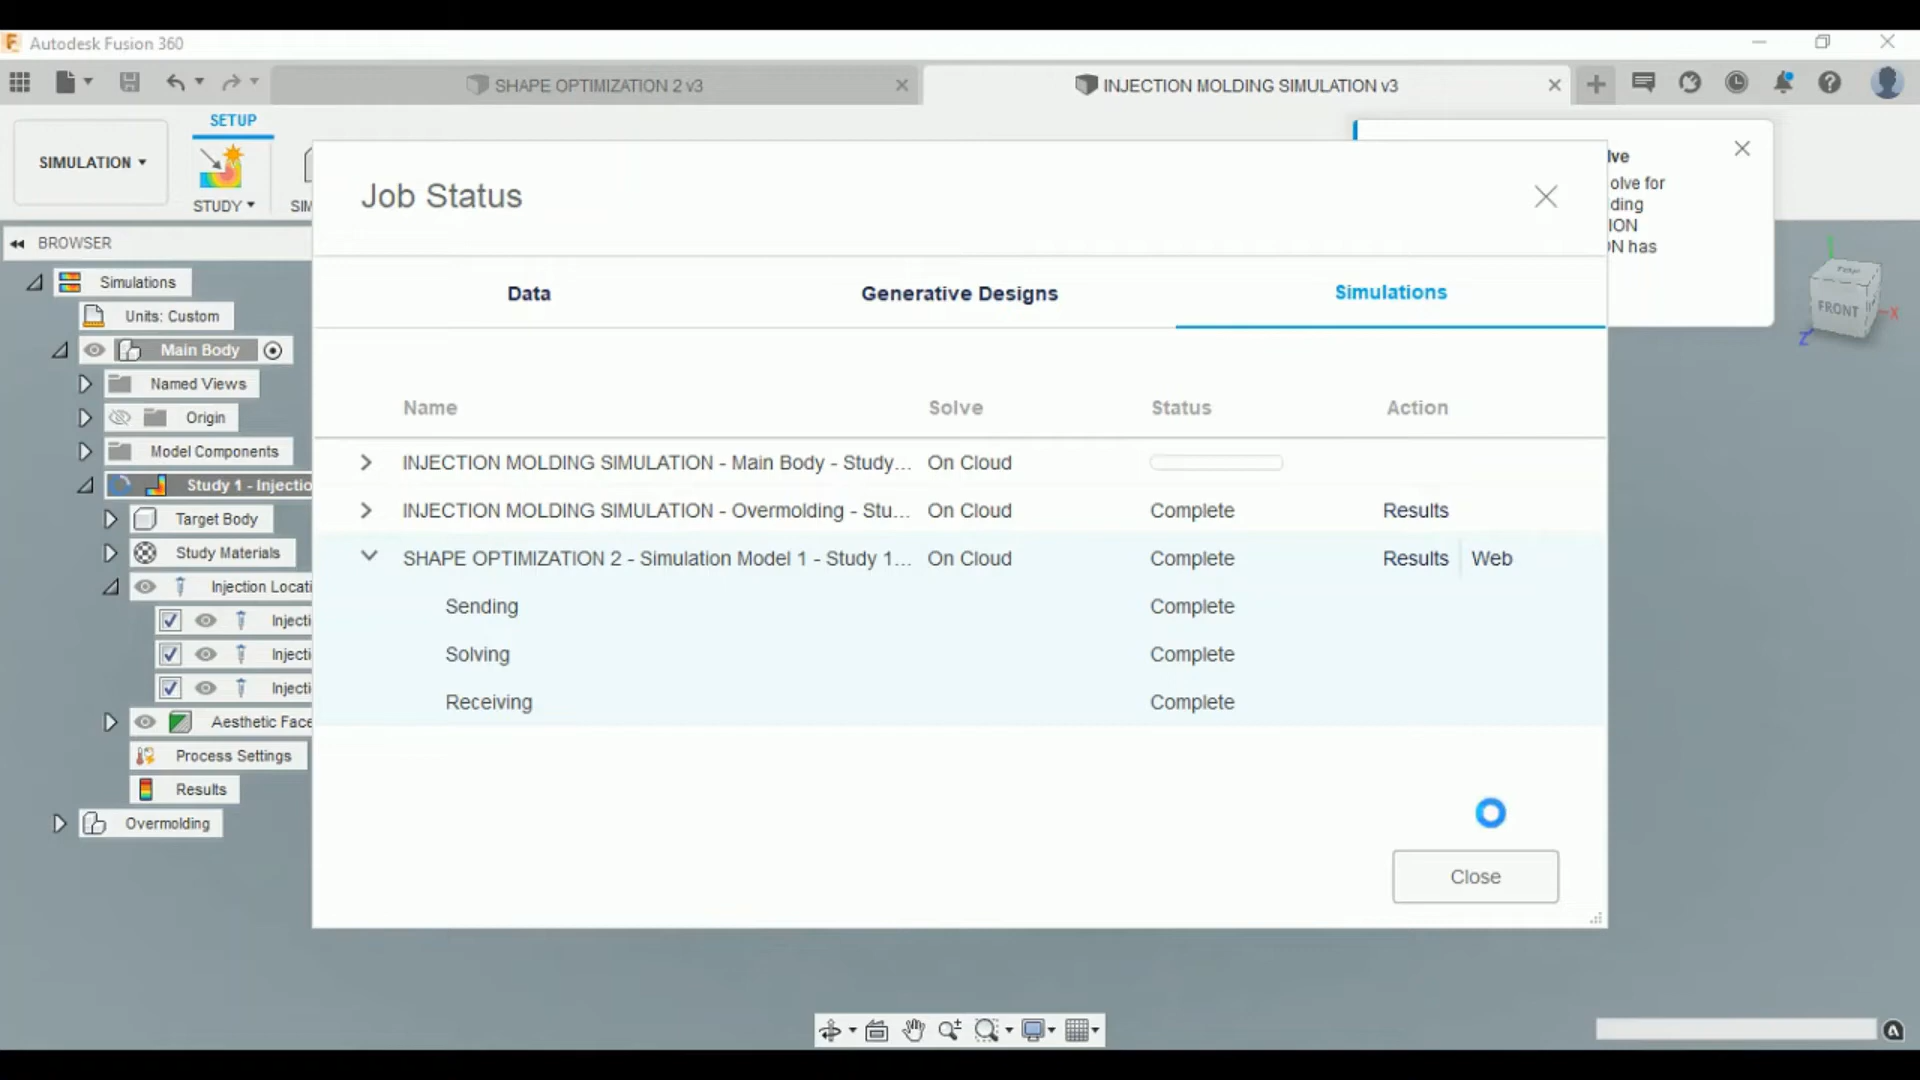 Autodesk Fusion 360
SHAPE OPTIMIZATION 2 v3
INJECTION MOLDING SIMULATION v3
SETUP
SIMULATION
STUDY
SIM
lve
olve for
ding
ION
N has
BROWSER
Simulations
Units: Custom
Main Body
Named Views
Origin
Model Components
Study 1 - Injectio
Target Body
Study Materials
Injection Locati
Injecti
Injecti
Injecti
Aesthetic Face
Process Settings
Results
Overmolding
Job Status
Data Generative Designs Simulations
Name Solve Status Action
INJECTION MOLDING SIMULATION - Main Body - Study... On Cloud
INJECTION MOLDING SIMULATION - Overmolding - Stu... On Cloud Complete Results
SHAPE OPTIMIZATION 2 - Simulation Model 1 - Study 1... On Cloud Complete Results Web
Sending Complete
Solving Complete
Receiving Complete
Close
TOP
FRONT
X
Z